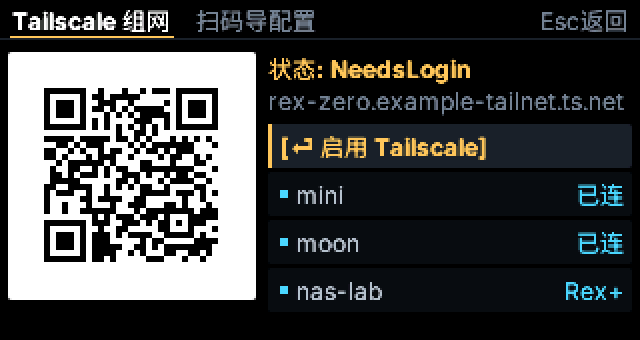 Tailscale 组网 扫码导配置 Esc返回
状态: NeedsLogin
rex-zero.example-tailnet.ts.net
[⏎ 启用 Tailscale]
mini 已连
moon 已连
nas-lab Rex+